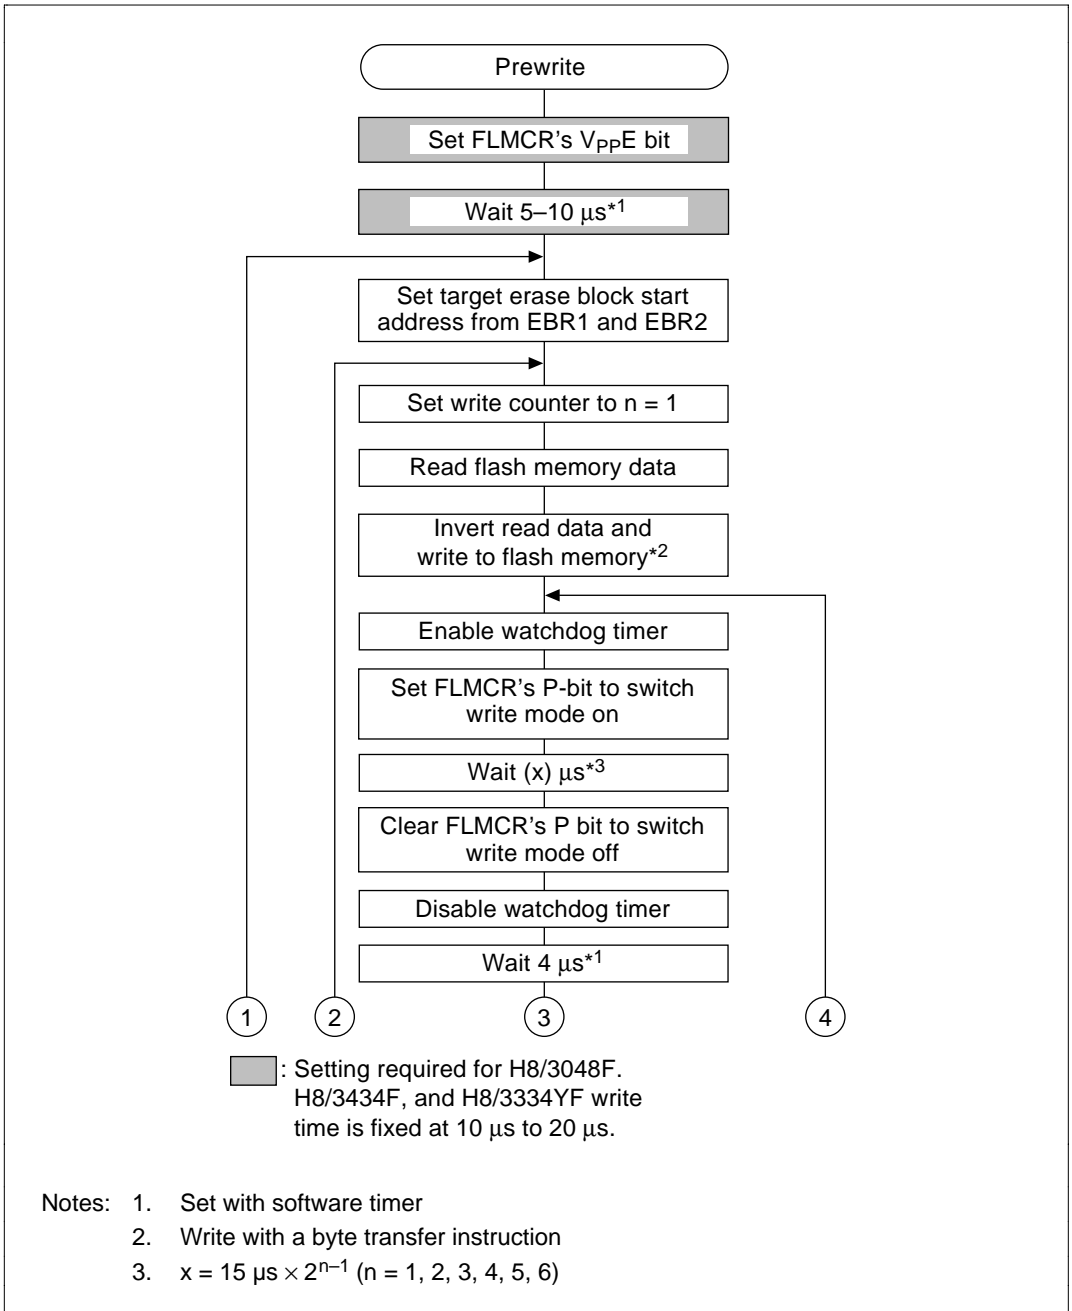 Prewrite
Set FLMCR's VPPE bit
Wait 5–10 μs*1
Set target erase block start
address from EBR1 and EBR2
Set write counter to n = 1
Read flash memory data
Invert read data and
write to flash memory*2
Enable watchdog timer
Set FLMCR's P-bit to switch
write mode on
Wait (x) μs*3
Clear FLMCR's P bit to switch
write mode off
Disable watchdog timer
Wait 4 μs*1
1 2 3 4
: Setting required for H8/3048F.
H8/3434F, and H8/3334YF write
time is fixed at 10 μs to 20 μs.
Notes: 1. Set with software timer
2. Write with a byte transfer instruction
3. x = 15 μs × 2n–1 (n = 1, 2, 3, 4, 5, 6)